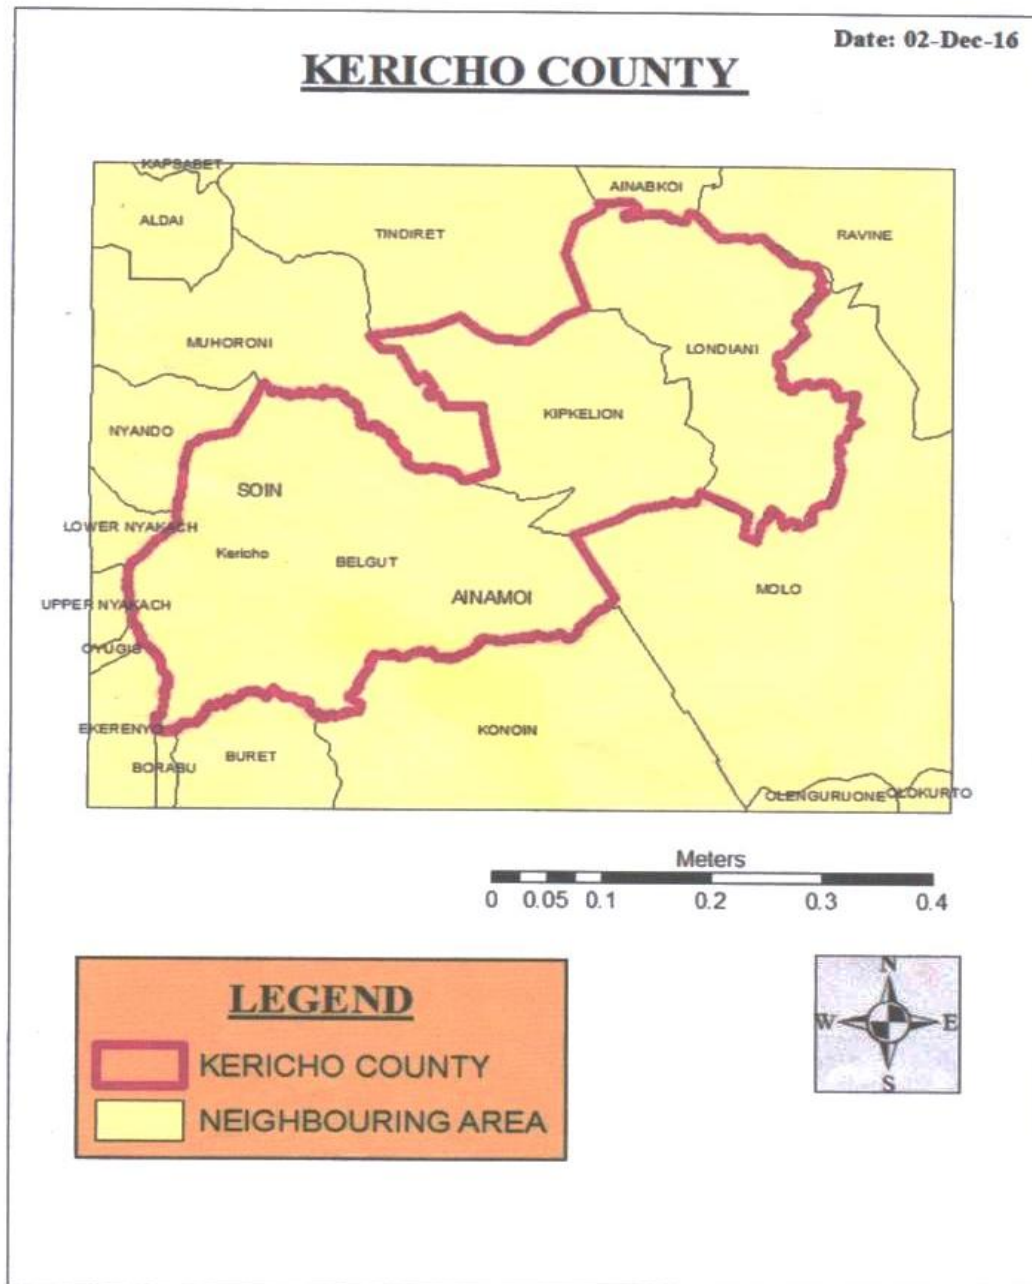 Date: 02-Dec-16
KERICHO COUNTY
KAPSABET
AINABKOI
ALDAI
TINDIRET
RAVINE
MUHORONI
LONDIANI
KIPKELION
NYANDO
SOIN
LOWER NYAKACH
Kericho
BELGUT
AINAMOI
MOLO
UPPER NYAKACH
OYUGIS
EKERENYO
KONOIN
BURET
BORABU
OLENGURUONE
OLOKURTO
Meters
0 0.05 0.1 0.2 0.3 0.4
LEGEND
KERICHO COUNTY
NEIGHBOURING AREA
N
W E
S